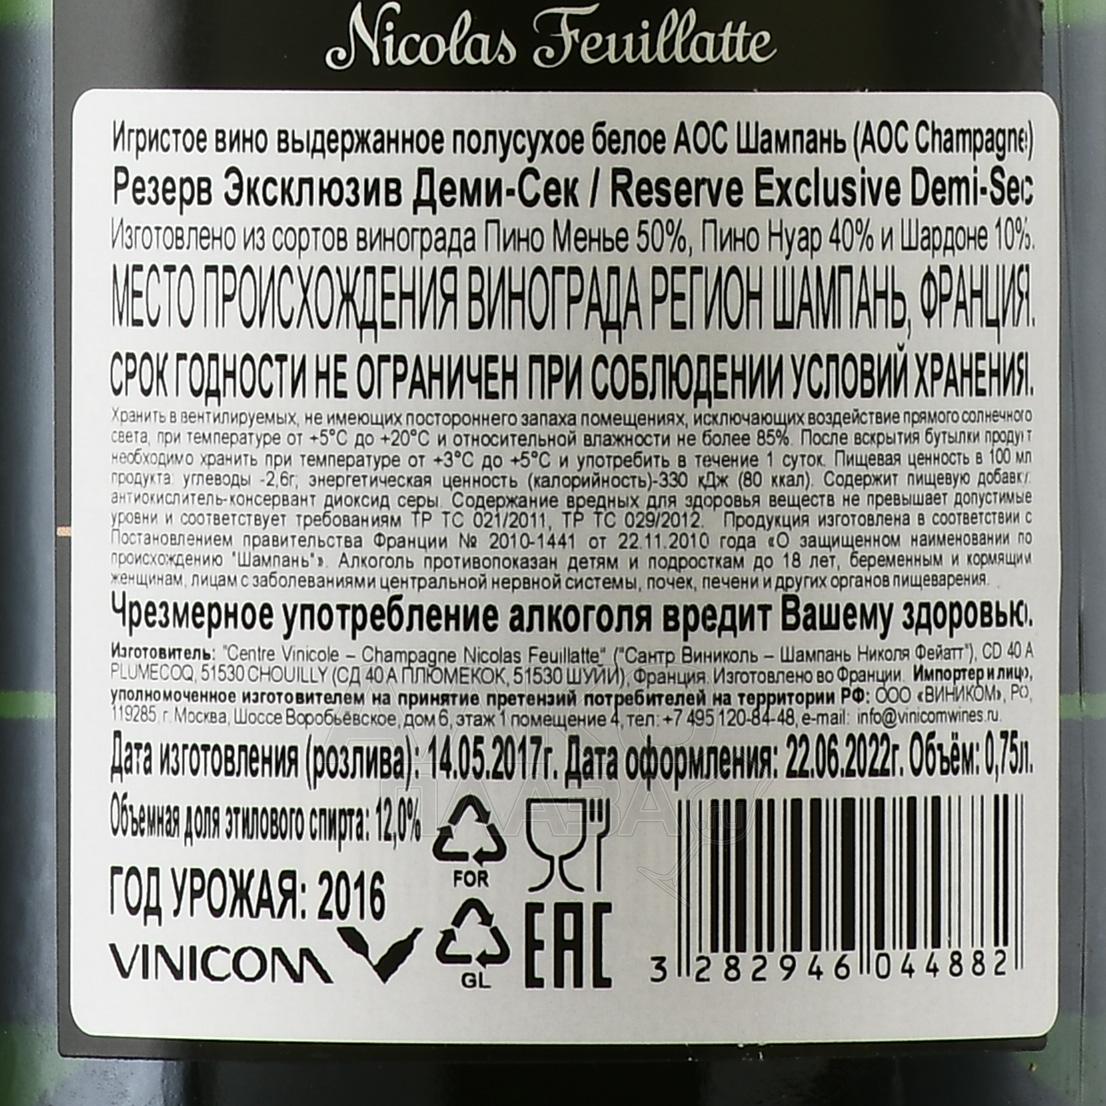 Nicolas Feuillatte
Игристое вино выдержанное полусухое белое АОС Шампань (AOC Champagne)
Резерв Эксклюзив Деми-Сек / Reserve Exclusive Demi-Sec
Изготовлено из сортов винограда Пино Менье 50%, Пино Нуар 40% и Шардоне 10%.
МЕСТО ПРОИСХОЖДЕНИЯ ВИНОГРАДА РЕГИОН ШАМПАНЬ, ФРАНЦИЯ.
СРОК ГОДНОСТИ НЕ ОГРАНИЧЕН ПРИ СОБЛЮДЕНИИ УСЛОВИЙ ХРАНЕНИЯ.
Хранить в вентилируемых, не имеющих постороннего запаха помещениях, исключающих воздействие прямого солнечного
света, при температуре от +5°С до +20°С и относительной влажности не более 85%. После вскрытия бутылки продукт
необходимо хранить при температуре от +3°С до +5°С и употребить в течение 1 суток. Пищевая ценность в 100 мл
продукта: углеводы -2,6г; энергетическая ценность (калорийность)-330 кДж (80 ккал). Содержит пищевую добавку
антиокислитель-консервант диоксид серы. Содержание вредных для здоровья веществ не превышает допустимые
уровни и соответствует требованиям ТР ТС 021/2011, ТР ТС 029/2012. Продукция изготовлена в соответствии с
Постановлением правительства Франции № 2010-1441 от 22.11.2010 года «О защищенном наименовании по
происхождению "Шампань"». Алкоголь противопоказан детям и подросткам до 18 лет, беременным и кормящим
женщинам, лицам с заболеваниями центральной нервной системы, почек, печени и других органов пищеварения.
Чрезмерное употребление алкоголя вредит Вашему здоровью.
Изготовитель: "Centre Vinicole – Champagne Nicolas Feuillatte" ("Сантр Виниколь – Шампань Николя Фейатт"), CD 40 A
PLUMECOQ, 51530 CHOUILLY (СД 40 А ПЛЮМЕКОК, 51530 ШУЙИ), Франция. Изготовлено во Франции. Импортер и лицо,
уполномоченное изготовителем на принятие претензий потребителей на территории РФ: ООО «ВИНИКОМ», РФ,
119285 г. Москва, Шоссе Воробьёвское, дом 6, этаж 1 помещение 4, тел: +7 495 120-84-48, e-mail: info@vinicomwines.ru.
Дата изготовления (розлива): 14.05.2017г. Дата оформления: 22.06.2022г. Объём: 0,75л.
Объемная доля этилового спирта: 12,0%
FOR
ГОД УРОЖАЯ: 2016
VINICOM
GL
EAC
3 282946 044882